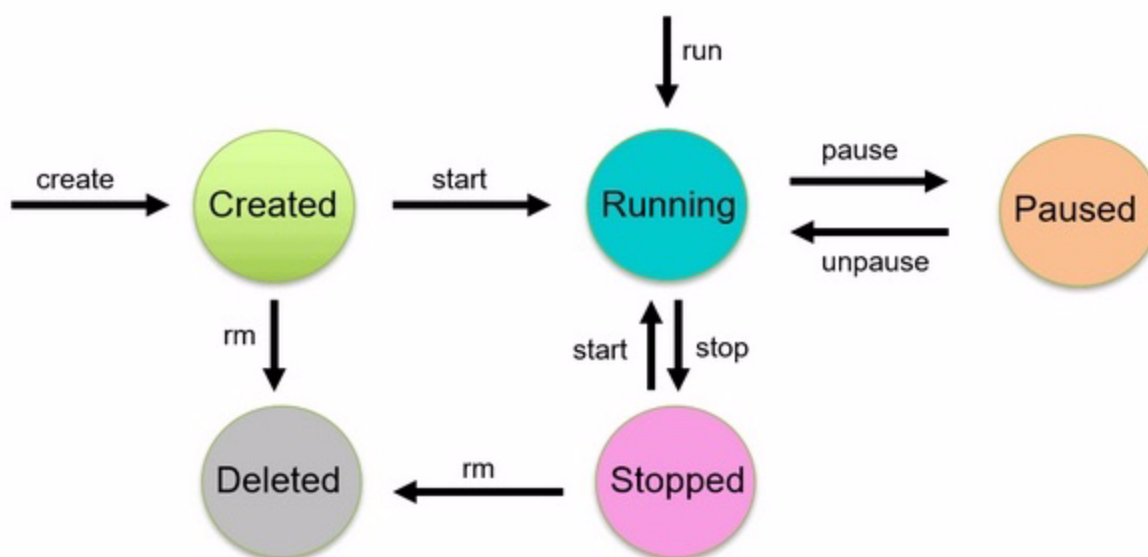 run
create
Created
start
Running
pause
unpause
Paused
rm
start
stop
Deleted
rm
Stopped